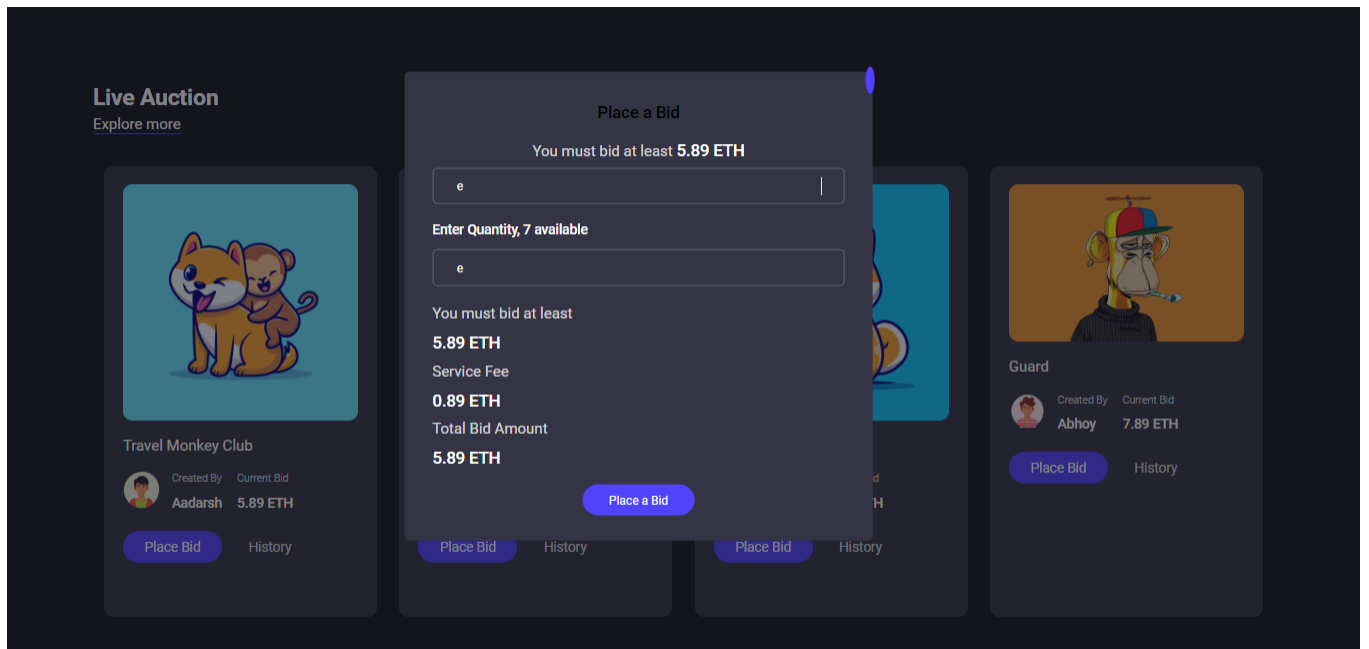 Live Auction
Explore more
Place a Bid
You must bid at least 5.89 ETH
e
Enter Quantity, 7 available
e
You must bid at least
5.89 ETH
Service Fee
0.89 ETH
Total Bid Amount
5.89 ETH
Place a Bid
Travel Monkey Club
Created By Current Bid
Aadarsh 5.89 ETH
Place Bid History
Place Bid History
d
H
Place Bid History
Guard
Created By Current Bid
Abhoy 7.89 ETH
Place Bid History